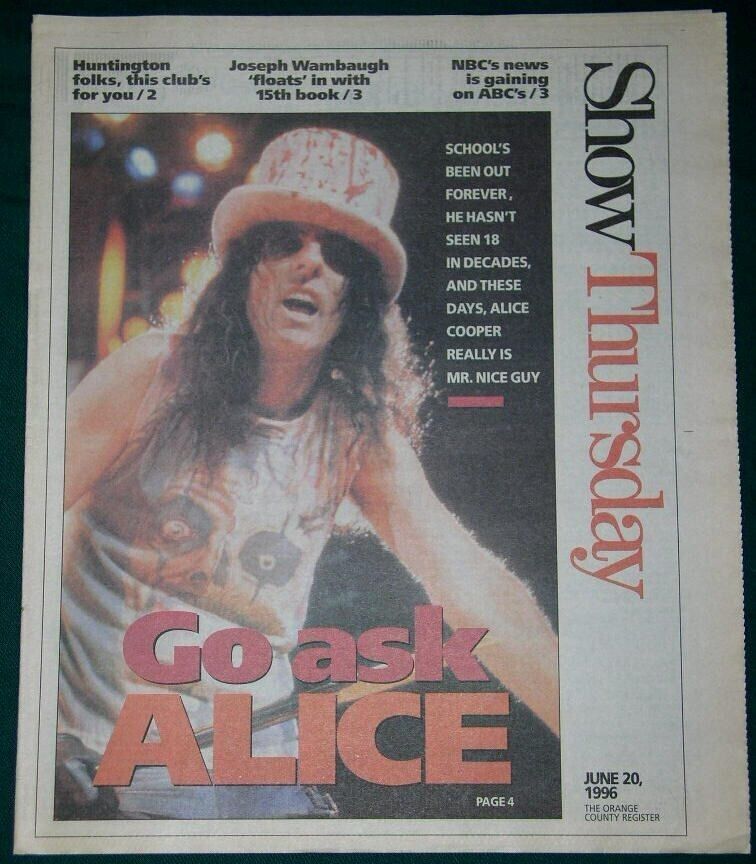 Huntington
folks, this club's
for you / 2
Joseph Wambaugh
'floats' in with
15th book / 3
NBC's news
is gaining
on ABC's / 3
Show Thursday
SCHOOL'S
BEEN OUT
FOREVER,
HE HASN'T
SEEN 18
IN DECADES,
AND THESE
DAYS, ALICE
COOPER
REALLY IS
MR. NICE GUY
Go ask
ALICE
PAGE 4
JUNE 20,
1996
THE ORANGE
COUNTY REGISTER